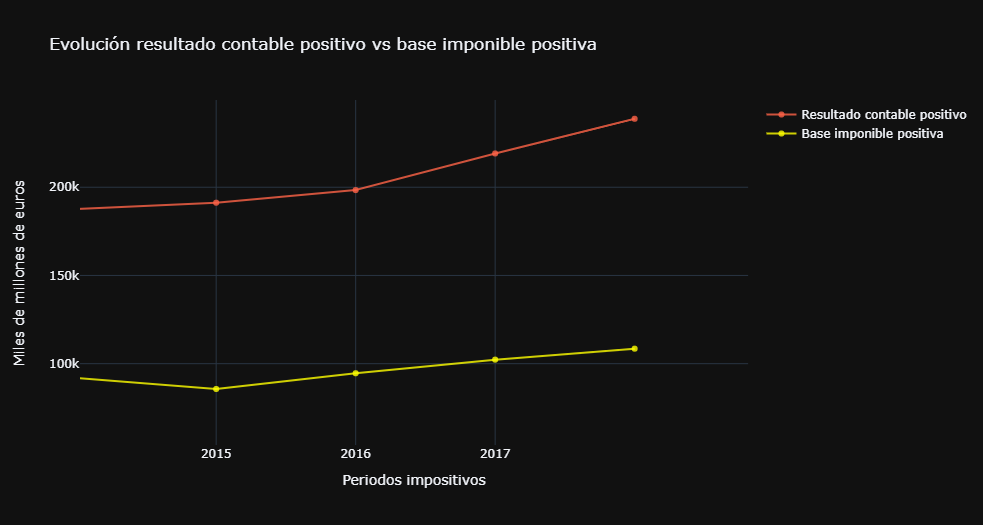 Evolución resultado contable positivo vs base imponible positiva
Resultado contable positivo
Base imponible positiva
Miles de millones de euros
200k
150k
100k
2015
2016
2017
Periodos impositivos